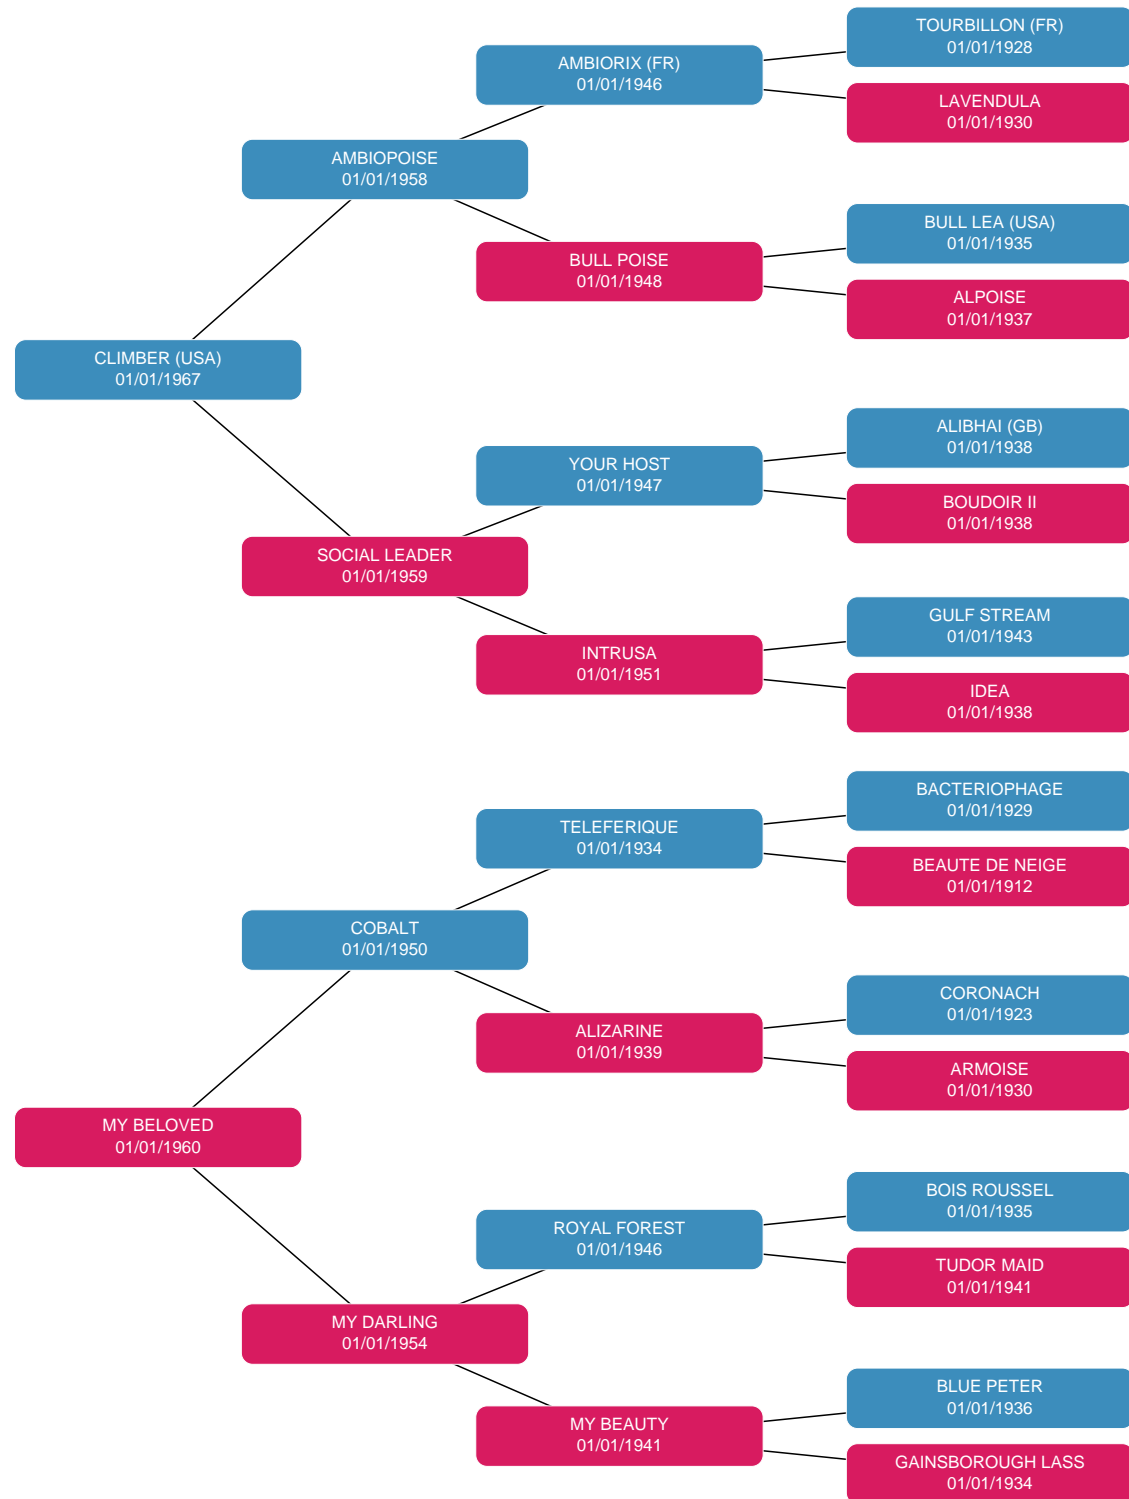 TOURBILLON (FR)
01/01/1928
AMBIORIX (FR)
01/01/1946
LAVENDULA
01/01/1930
AMBIOPOISE
01/01/1958
BULL LEA (USA)
01/01/1935
BULL POISE
01/01/1948
ALPOISE
01/01/1937
CLIMBER (USA)
01/01/1967
ALIBHAI (GB)
01/01/1938
YOUR HOST
01/01/1947
BOUDOIR II
01/01/1938
SOCIAL LEADER
01/01/1959
GULF STREAM
01/01/1943
INTRUSA
01/01/1951
IDEA
01/01/1938
BACTERIOPHAGE
01/01/1929
TELEFERIQUE
01/01/1934
BEAUTE DE NEIGE
01/01/1912
COBALT
01/01/1950
CORONACH
01/01/1923
ALIZARINE
01/01/1939
ARMOISE
01/01/1930
MY BELOVED
01/01/1960
BOIS ROUSSEL
01/01/1935
ROYAL FOREST
01/01/1946
TUDOR MAID
01/01/1941
MY DARLING
01/01/1954
BLUE PETER
01/01/1936
MY BEAUTY
01/01/1941
GAINSBOROUGH LASS
01/01/1934